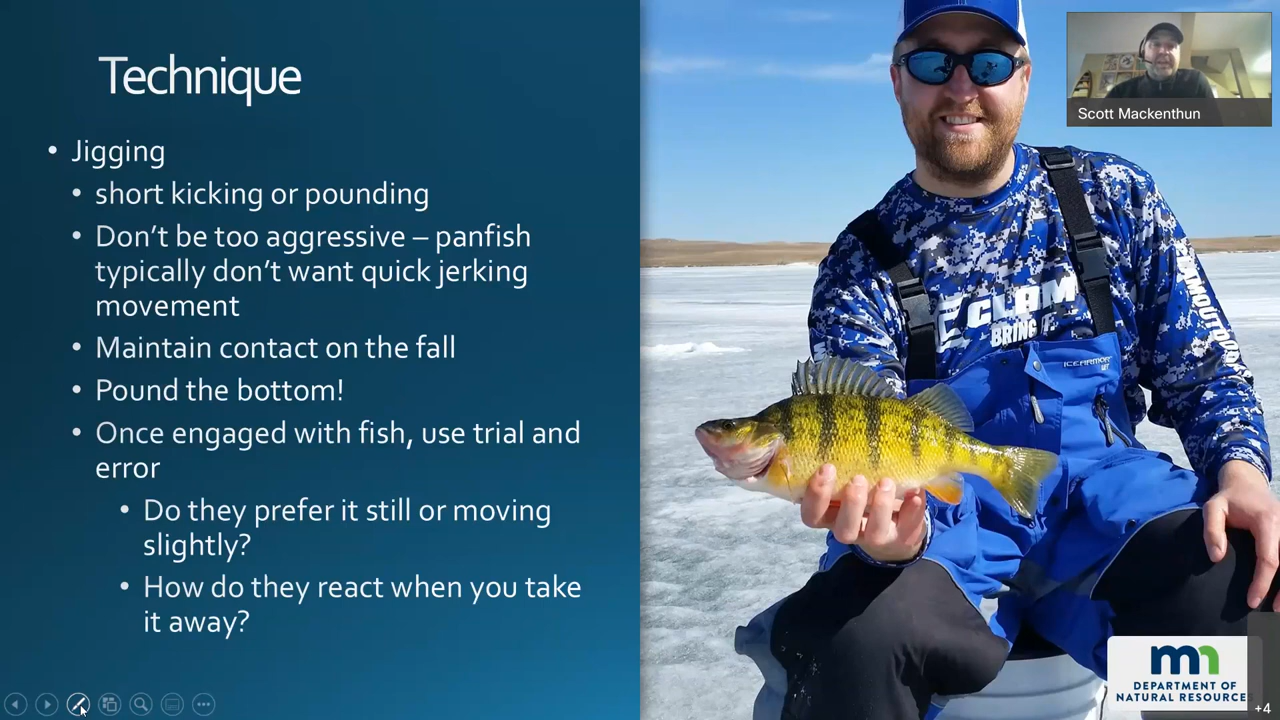 Technique
• Jigging
• short kicking or pounding
• Don't be too aggressive – panfish
typically don't want quick jerking
movement
• Maintain contact on the fall
• Pound the bottom!
• Once engaged with fish, use trial and
error
• Do they prefer it still or moving
slightly?
• How do they react when you take
it away?
Scott Mackenthun
CLAM
BRING
ICEARMOR
mn
DEPARTMENT OF
NATURAL RESOURCES
+4